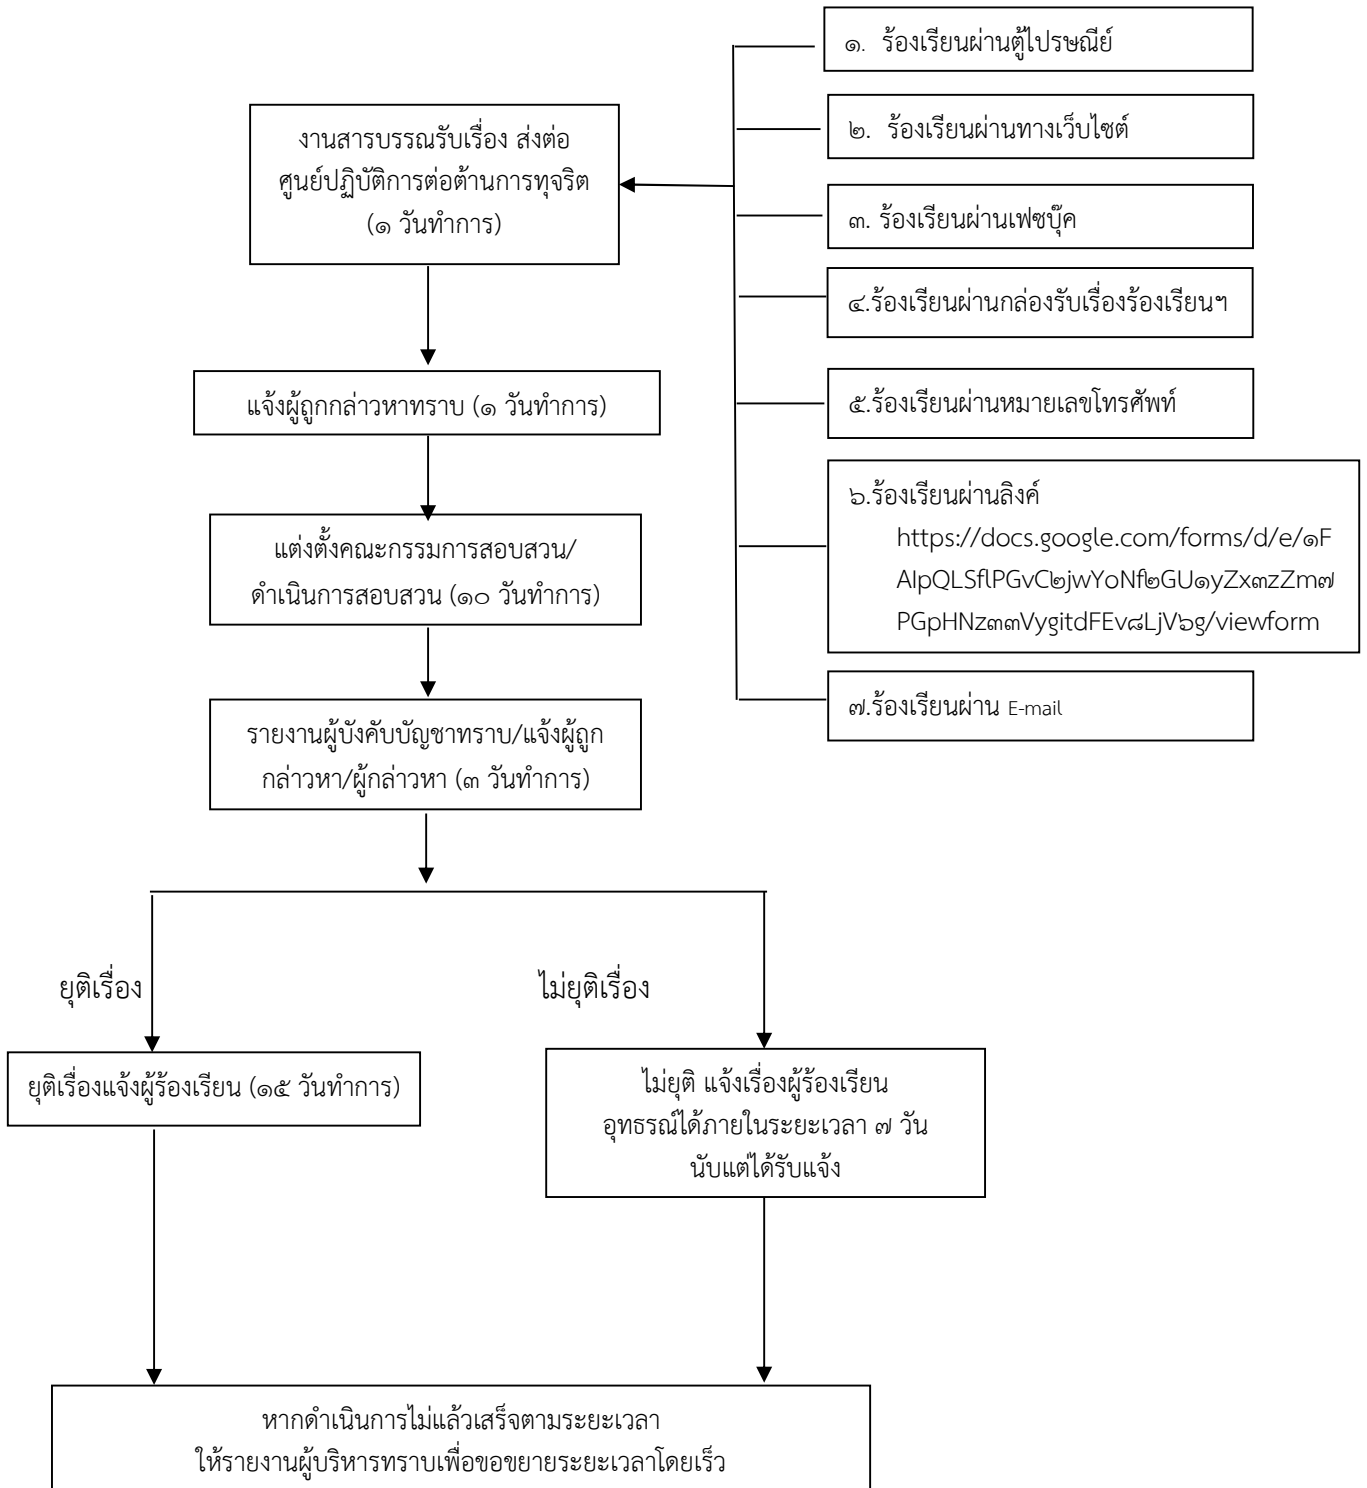 ๑. ร้องเรียนผ่านตู้ไปรษณีย์
๒. ร้องเรียนผ่านทางเว็บไซต์
๓. ร้องเรียนผ่านเฟซบุ๊ค
๔.ร้องเรียนผ่านกล่องรับเรื่องร้องเรียนฯ
๕.ร้องเรียนผ่านหมายเลขโทรศัพท์
๖.ร้องเรียนผ่านลิงค์
https://docs.google.com/forms/d/e/๑F
AIpQLSflPGvC๒jwYoNf๒GU๑yZx๓zZm๗
PGpHNz๓๓VygitdFEv๘LjV๖g/viewform
๗.ร้องเรียนผ่าน E-mail
งานสารบรรณรับเรื่อง ส่งต่อ
ศูนย์ปฏิบัติการต่อต้านการทุจริต
(๑ วันทำการ)
แจ้งผู้ถูกกล่าวหาทราบ (๑ วันทำการ)
แต่งตั้งคณะกรรมการสอบสวน/
ดำเนินการสอบสวน (๑๐ วันทำการ)
รายงานผู้บังคับบัญชาทราบ/แจ้งผู้ถูก
กล่าวหา/ผู้กล่าวหา (๓ วันทำการ)
ยุติเรื่อง
ไม่ยุติเรื่อง
ยุติเรื่องแจ้งผู้ร้องเรียน (๑๕ วันทำการ)
ไม่ยุติ แจ้งเรื่องผู้ร้องเรียน
อุทธรณ์ได้ภายในระยะเวลา ๗ วัน
นับแต่ได้รับแจ้ง
หากดำเนินการไม่แล้วเสร็จตามระยะเวลา
ให้รายงานผู้บริหารทราบเพื่อขอขยายระยะเวลาโดยเร็ว